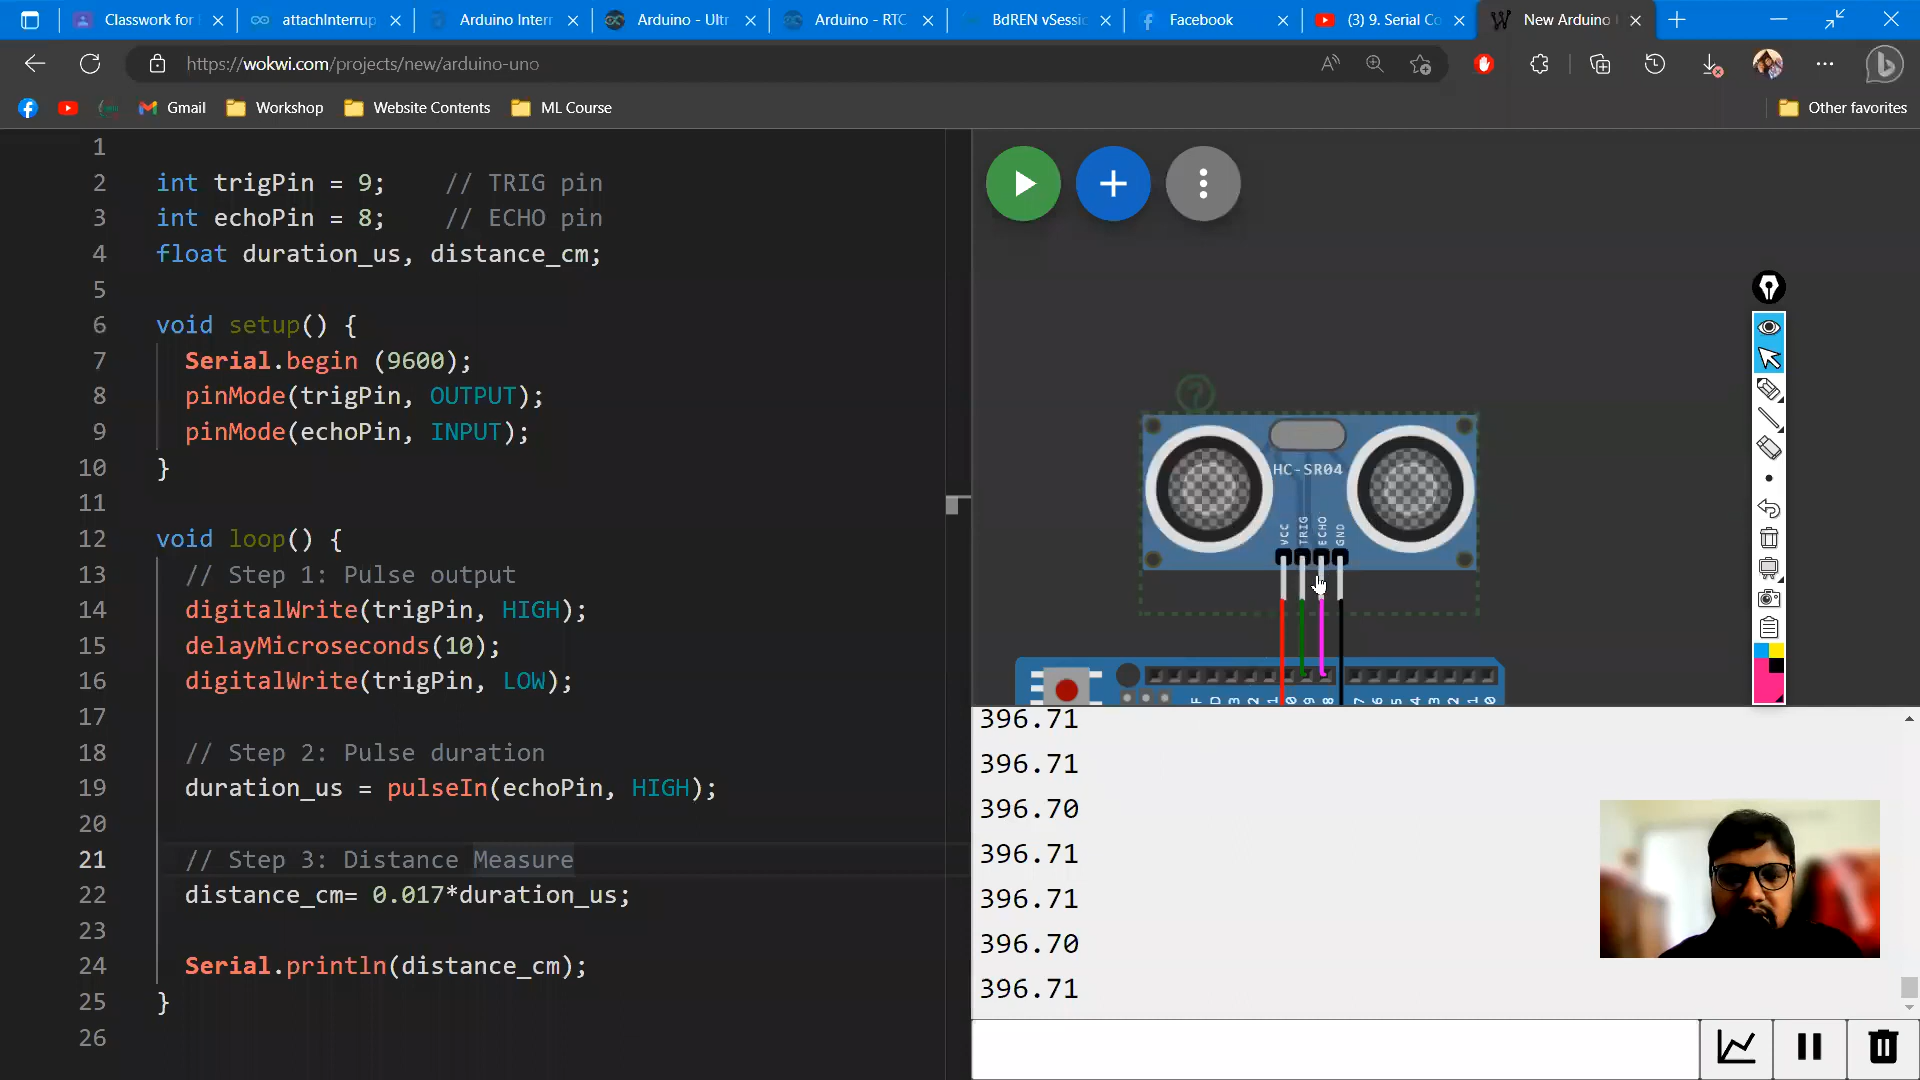 Classwork for
attachInterrup
Arduino Interr
Arduino - Ultr
Arduino - RTC
BdREN vSessic
Facebook
(3) 9. Serial Co
New Arduino
https://wokwi.com/projects/new/arduino-uno
Gmail
Workshop
Website Contents
ML Course
Other favorites
1
2 int trigPin = 9; // TRIG pin
3 int echoPin = 8; // ECHO pin
4 float duration_us, distance_cm;
5
6 void setup() {
7 Serial.begin (9600);
8 pinMode(trigPin, OUTPUT);
9 pinMode(echoPin, INPUT);
10 }
11
12 void loop() {
13 // Step 1: Pulse output
14 digitalWrite(trigPin, HIGH);
15 delayMicroseconds(10);
16 digitalWrite(trigPin, LOW);
17
18 // Step 2: Pulse duration
19 duration_us = pulseIn(echoPin, HIGH);
20
21 // Step 3: Distance Measure
22 distance_cm= 0.017*duration_us;
23
24 Serial.println(distance_cm);
25 }
26
HC-SR04
VCC
TRIG
ECHO
GND
396.71
396.71
396.70
396.71
396.71
396.70
396.71